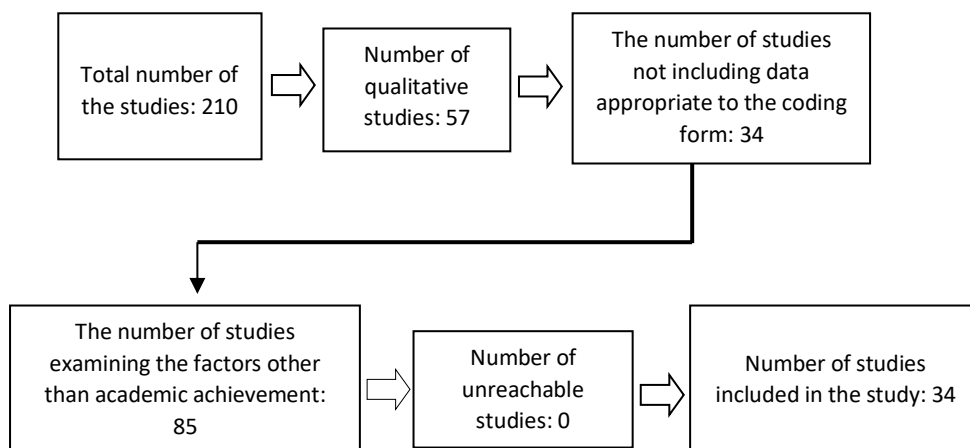 Total number of
the studies: 210
Number of
qualitative
studies: 57
The number of studies
not including data
appropriate to the coding
form: 34
The number of studies
examining the factors other
than academic achievement:
85
Number of
unreachable
studies: 0
Number of studies
included in the study: 34